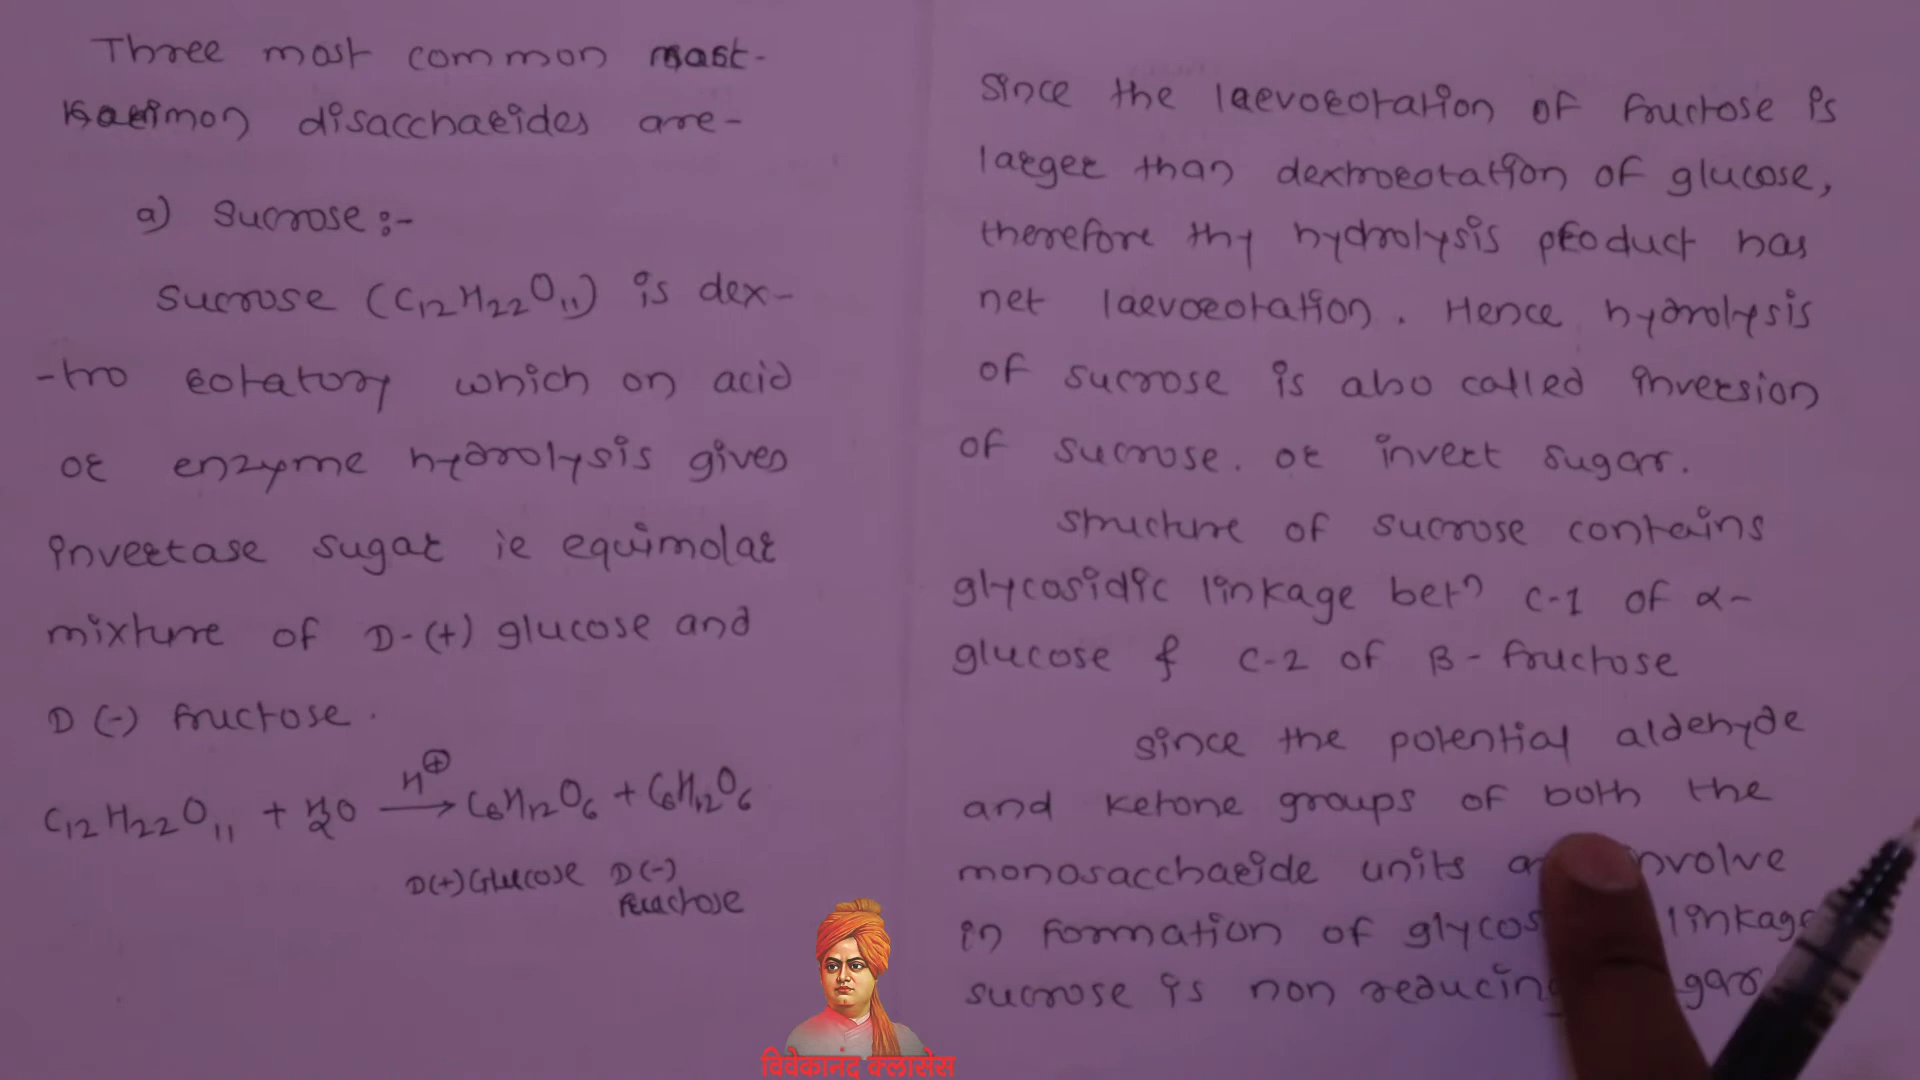 Three most common most-
common disaccharides are-
a) Sucrose :-
Sucrose (C12H22O11) is dex-
-tro rotatory which on acid
or enzyme hydrolysis gives
invertase sugar ie equimolar
mixture of D-(+) glucose and
D (-) fructose.
C12H22O11 + H2O → C6H12O6 + C6H12O6
H⊕
D(+) Glucose D(-)
Fructose
Since the laevorotation of fructose is
larger than dextrorotation of glucose,
therefore thy hydrolysis product has
net laevorotation. Hence hydrolysis
of sucrose is also called inversion
of sucrose. or invert sugar.
structure of sucrose contains
glycosidic linkage betn C-1 of α-
glucose & C-2 of β-fructose
since the potential aldehyde
and ketone groups of both the
monosaccharide units involve
in formation of linkage
sucrose is non reducing
विवेकानंद क्लासेस